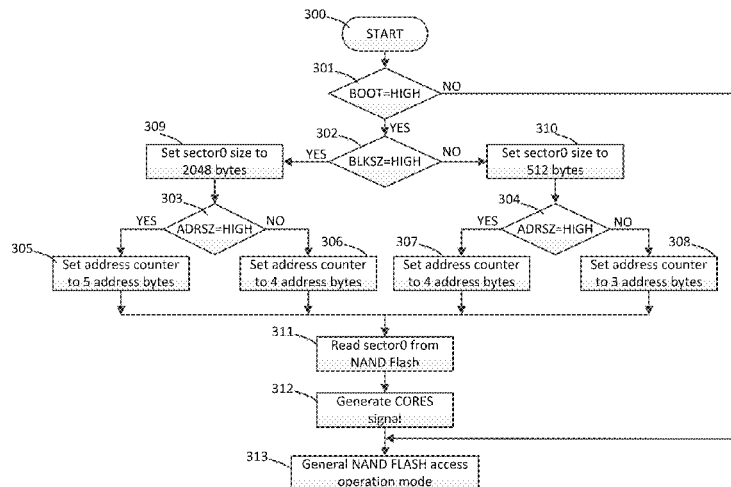 300
START
301
BOOT=HIGH
NO
YES
309
302
310
Set sector0 size to
2048 bytes
YES
BLKSZ=HIGH
NO
Set sector0 size to
512 bytes
303
304
YES
ADRSZ=HIGH
NO
YES
ADRSZ=HIGH
NO
305
306
307
308
Set address counter
to 5 address bytes
Set address counter
to 4 address bytes
Set address counter
to 4 address bytes
Set address counter
to 3 address bytes
311
Read sector0 from
NAND Flash
312
Generate CORES
signal
313
General NAND FLASH access
operation mode